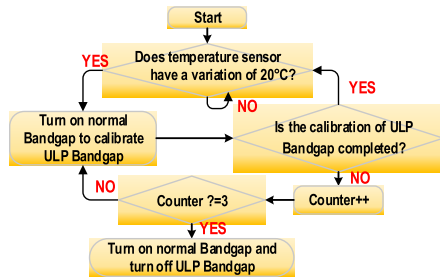 Start
YES
Does temperature sensor
have a variation of 20°C?
NO
YES
Turn on normal
Bandgap to calibrate
ULP Bandgap
Is the calibration of ULP
Bandgap completed?
NO
NO
Counter ?=3
Counter++
YES
Turn on normal Bandgap and
turn off ULP Bandgap